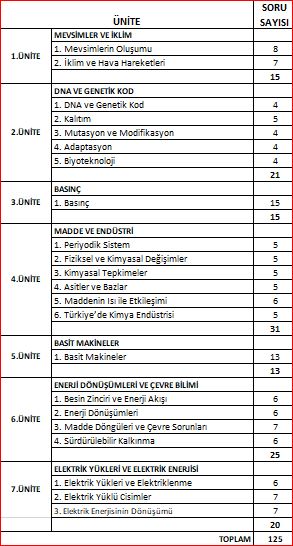 ÜNİTE SORU SAYISI
1.ÜNİTE
MEVSİMLER VE İKLİM
1. Mevsimlerin Oluşumu 8
2. İklim ve Hava Hareketleri 7
15
2.ÜNİTE
DNA VE GENETİK KOD
1. DNA ve Genetik Kod 4
2. Kalıtım 5
3. Mutasyon ve Modifikasyon 4
4. Adaptasyon 4
5. Biyoteknoloji 4
21
3.ÜNİTE
BASINÇ
1. Basınç 15
15
4.ÜNİTE
MADDE VE ENDÜSTRİ
1. Periyodik Sistem 5
2. Fiziksel ve Kimyasal Değişimler 5
3. Kimyasal Tepkimeler 5
4. Asitler ve Bazlar 5
5. Maddenin Isı ile Etkileşimi 6
6. Türkiye’de Kimya Endüstrisi 5
31
5.ÜNİTE
BASİT MAKİNELER
1. Basit Makineler 13
13
6.ÜNİTE
ENERJİ DÖNÜŞÜMLERİ VE ÇEVRE BİLİMİ
1. Besin Zinciri ve Enerji Akışı 6
2. Enerji Dönüşümleri 6
3. Madde Döngüleri ve Çevre Sorunları 7
4. Sürdürülebilir Kalkınma 6
25
7.ÜNİTE
ELEKTRİK YÜKLERİ VE ELEKTRİK ENERJİSİ
1. Elektrik Yükleri ve Elektriklenme 6
2. Elektrik Yüklü Cisimler 7
3. Elektrik Enerjisinin Dönüşümü 7
20
TOPLAM 125